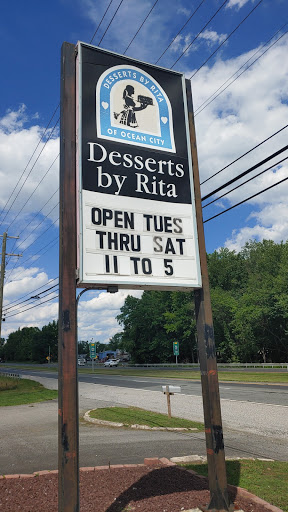 DESSERTS BY RITA
OF OCEAN CITY
Desserts
by Rita
OPEN TUES
THRU SAT
11 TO 5